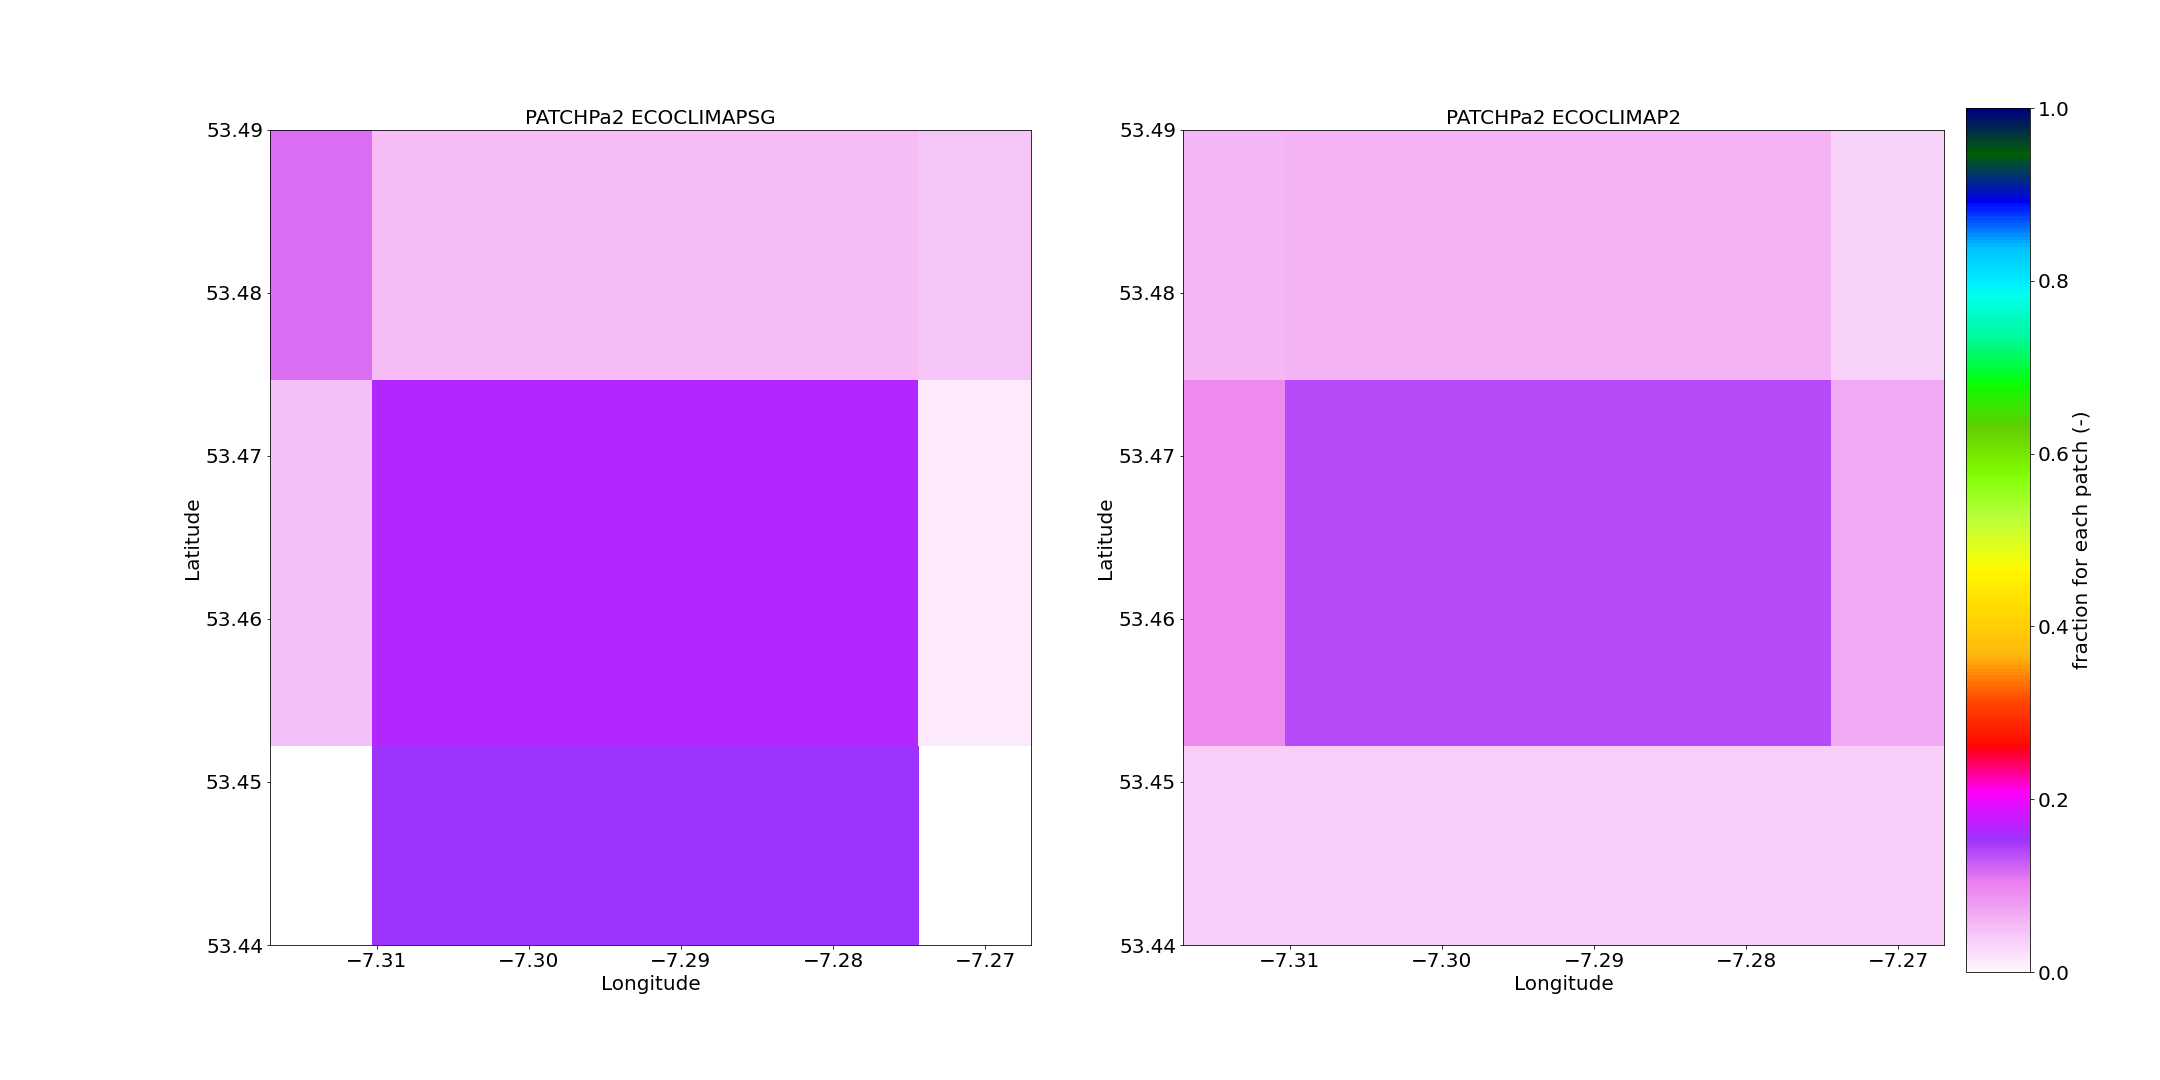 PATCHPa2 ECOCLIMAPSG
53.49
53.48
53.47
53.46
53.45
53.44
Latitude
−7.31 −7.30 −7.29 −7.28 −7.27
Longitude
PATCHPa2 ECOCLIMAP2
53.49
53.48
53.47
53.46
53.45
53.44
Latitude
−7.31 −7.30 −7.29 −7.28 −7.27
Longitude
1.0
0.8
0.6
0.4
0.2
0.0
fraction for each patch (-)